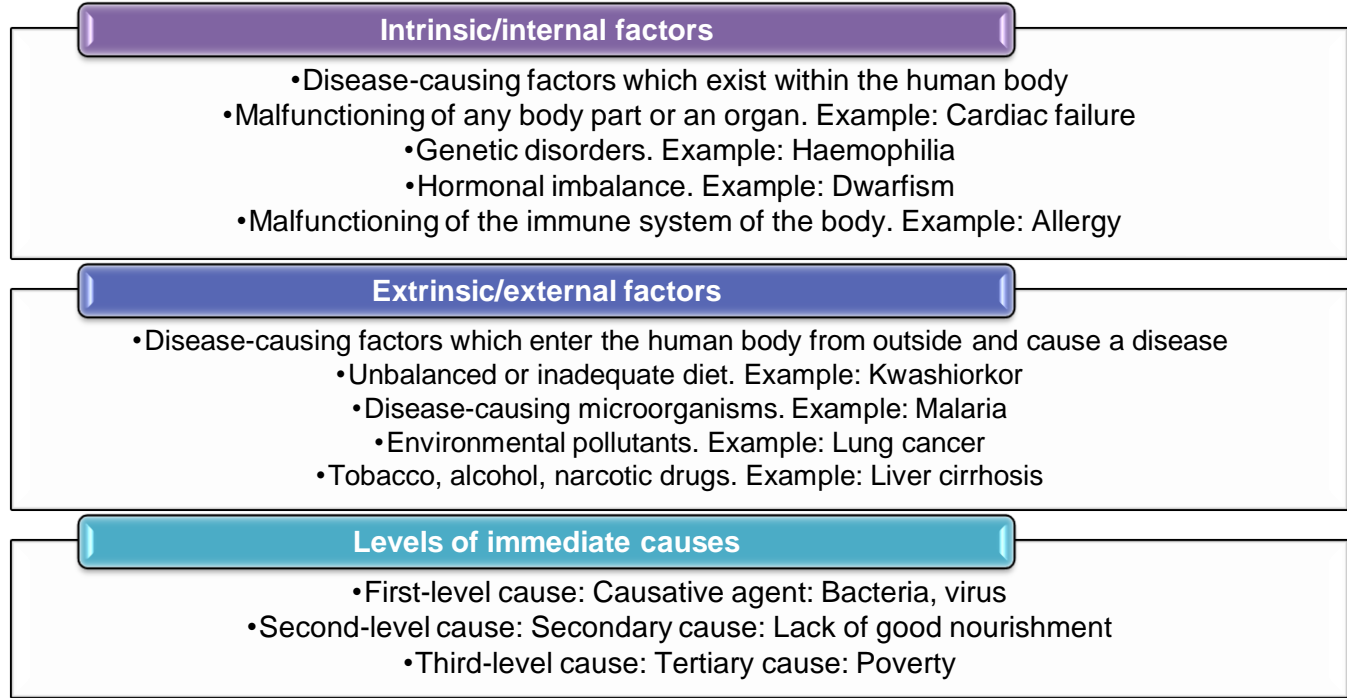 Intrinsic/internal factors
•Disease-causing factors which exist within the human body
•Malfunctioning of any body part or an organ. Example: Cardiac failure
•Genetic disorders. Example: Haemophilia
•Hormonal imbalance. Example: Dwarfism
•Malfunctioning of the immune system of the body. Example: Allergy
Extrinsic/external factors
•Disease-causing factors which enter the human body from outside and cause a disease
•Unbalanced or inadequate diet. Example: Kwashiorkor
•Disease-causing microorganisms. Example: Malaria
•Environmental pollutants. Example: Lung cancer
•Tobacco, alcohol, narcotic drugs. Example: Liver cirrhosis
Levels of immediate causes
•First-level cause: Causative agent: Bacteria, virus
•Second-level cause: Secondary cause: Lack of good nourishment
•Third-level cause: Tertiary cause: Poverty